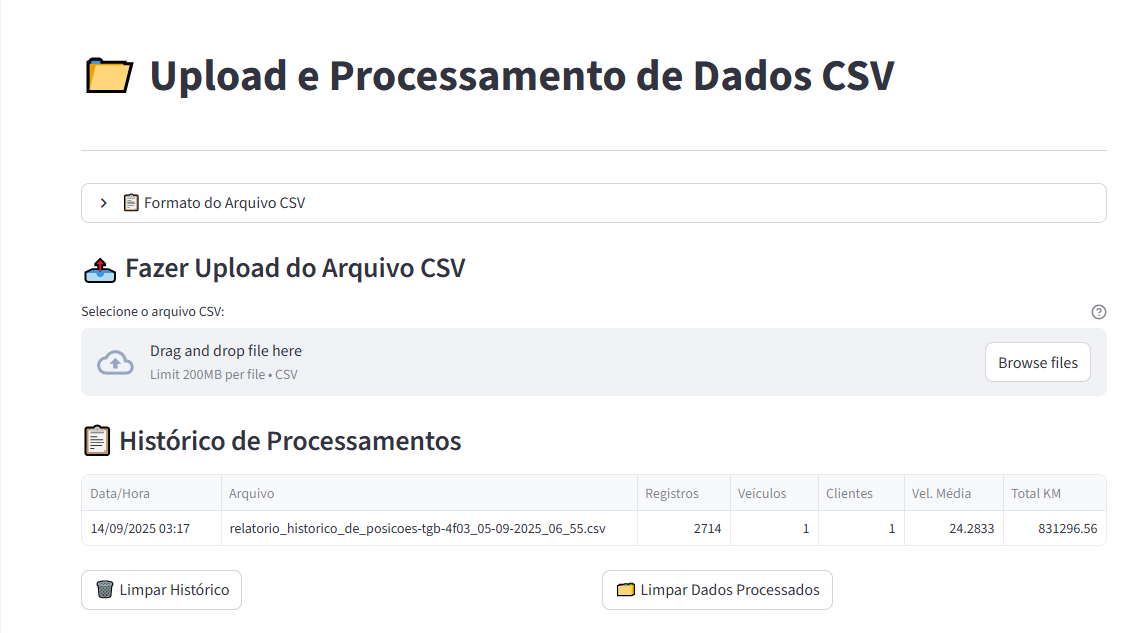 Upload e Processamento de Dados CSV
Formato do Arquivo CSV
Fazer Upload do Arquivo CSV
Selecione o arquivo CSV:
Drag and drop file here
Limit 200MB per file • CSV
Browse files
Histórico de Processamentos
Data/Hora Arquivo Registros Veículos Clientes Vel. Média Total KM
14/09/2025 03:17 relatorio_historico_de_posicoes-tgb-4f03_05-09-2025_06_55.csv 2714 1 1 24.2833 831296.56
Limpar Histórico Limpar Dados Processados